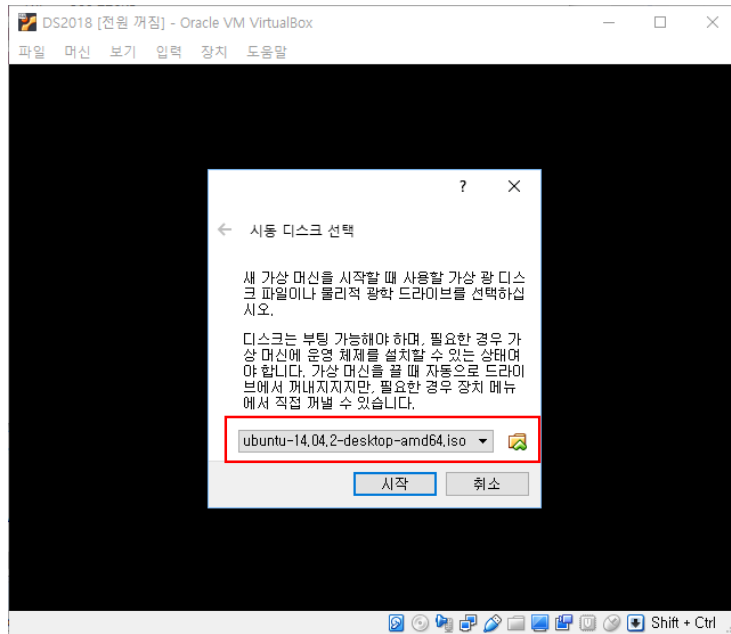 DS2018 [전원 꺼짐] - Oracle VM VirtualBox
파일 머신 보기 입력 장치 도움말
?
시동 디스크 선택
새 가상 머신을 시작할 때 사용할 가상 광 디스
크 파일이나 물리적 광학 드라이브를 선택하십
시오.
디스크는 부팅 가능해야 하며, 필요한 경우 가
상 머신에 운영 체제를 설치할 수 있는 상태여
야 합니다. 가상 머신을 끌 때 자동으로 드라이
브에서 꺼내지지지만, 필요한 경우 장치 메뉴
에서 직접 꺼낼 수 있습니다.
ubuntu-14.04.2-desktop-amd64.iso
시작 취소
Shift + Ctrl